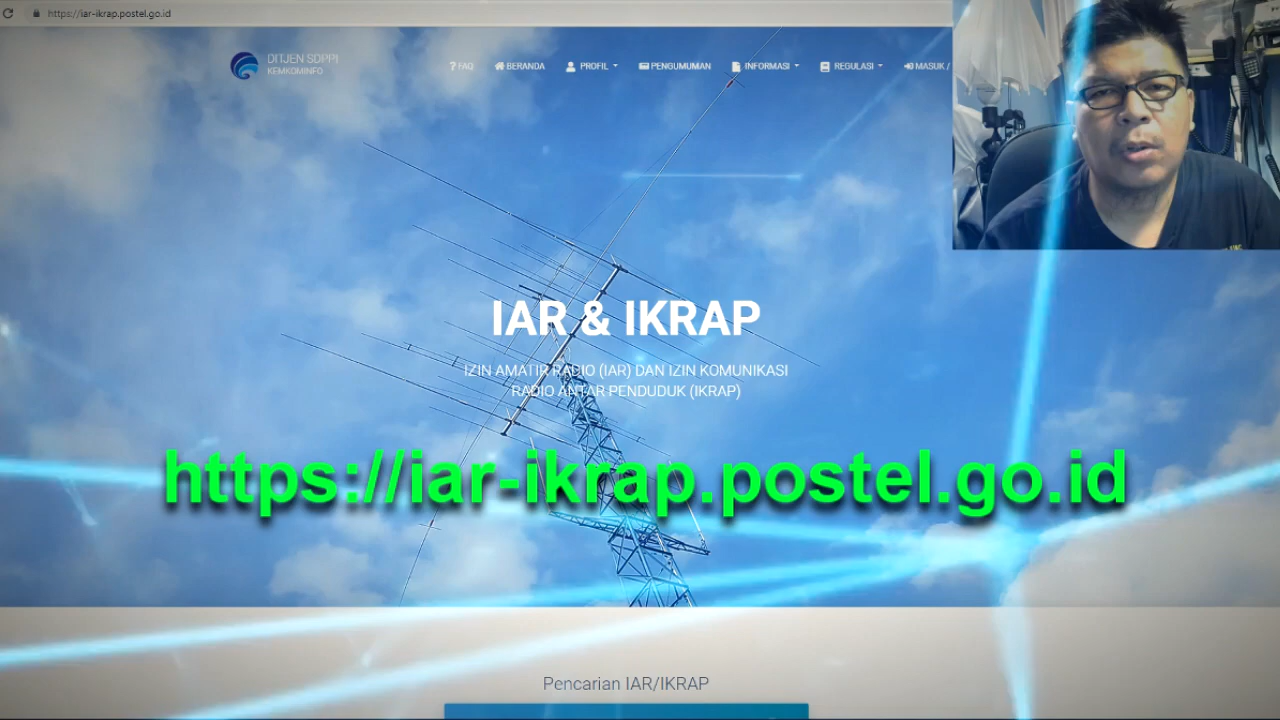 https://iar-ikrap.postel.go.id
DITJEN SDPPI
KEMKOMINFO
? FAQ BERANDA PROFIL PENGUMUMAN INFORMASI REGULASI MASUK /
IAR & IKRAP
IZIN AMATIR RADIO (IAR) DAN IZIN KOMUNIKASI
RADIO ANTAR PENDUDUK (IKRAP)
https://iar-ikrap.postel.go.id
Pencarian IAR/IKRAP